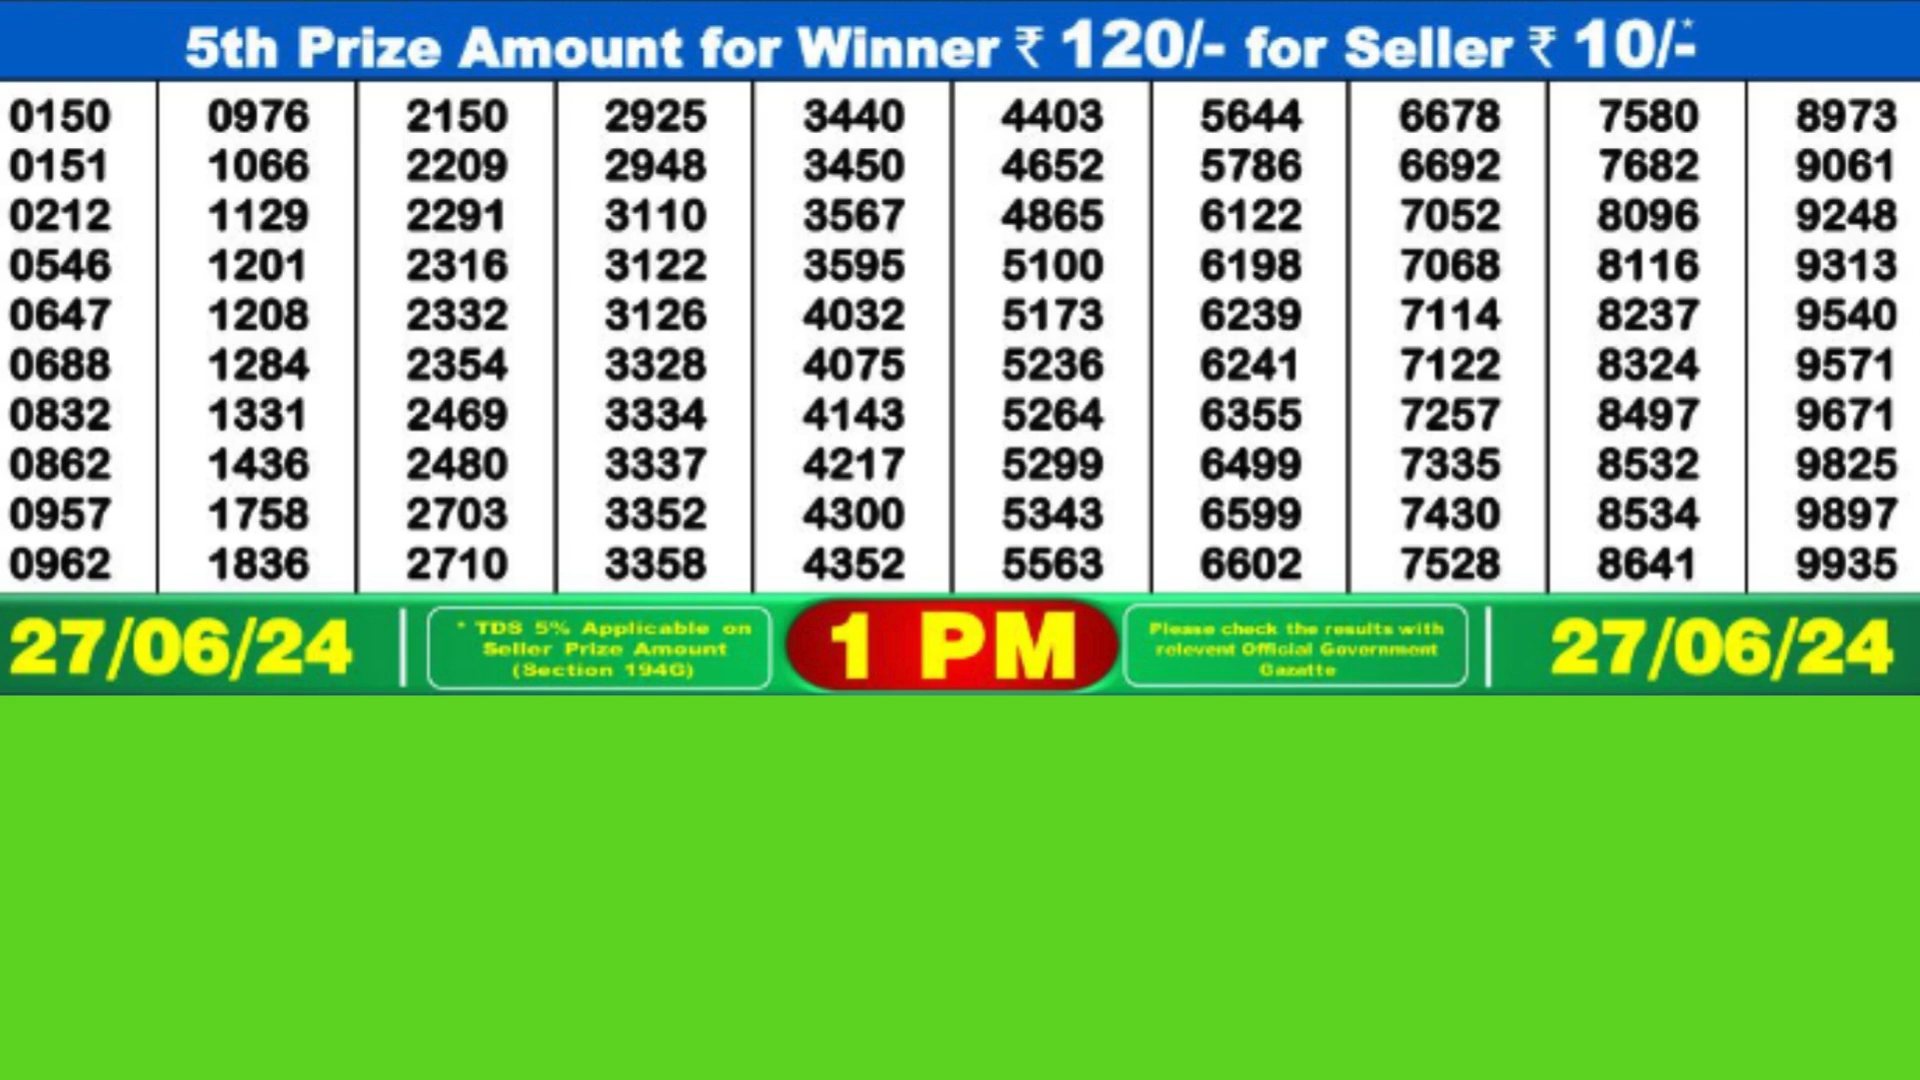 5th Prize Amount for Winner ₹ 120/- for Seller ₹ 10/-*
0150 0976 2150 2925 3440 4403 5644 6678 7580 8973
0151 1066 2209 2948 3450 4652 5786 6692 7682 9061
0212 1129 2291 3110 3567 4865 6122 7052 8096 9248
0546 1201 2316 3122 3595 5100 6198 7068 8116 9313
0647 1208 2332 3126 4032 5173 6239 7114 8237 9540
0688 1284 2354 3328 4075 5236 6241 7122 8324 9571
0832 1331 2469 3334 4143 5264 6355 7257 8497 9671
0862 1436 2480 3337 4217 5299 6499 7335 8532 9825
0957 1758 2703 3352 4300 5343 6599 7430 8534 9897
0962 1836 2710 3358 4352 5563 6602 7528 8641 9935
27/06/24
* TDS 5% Applicable on
Seller Prize Amount
(Section 194G)
1 PM
Please check the results with
relevent Official Government
Gazette
27/06/24